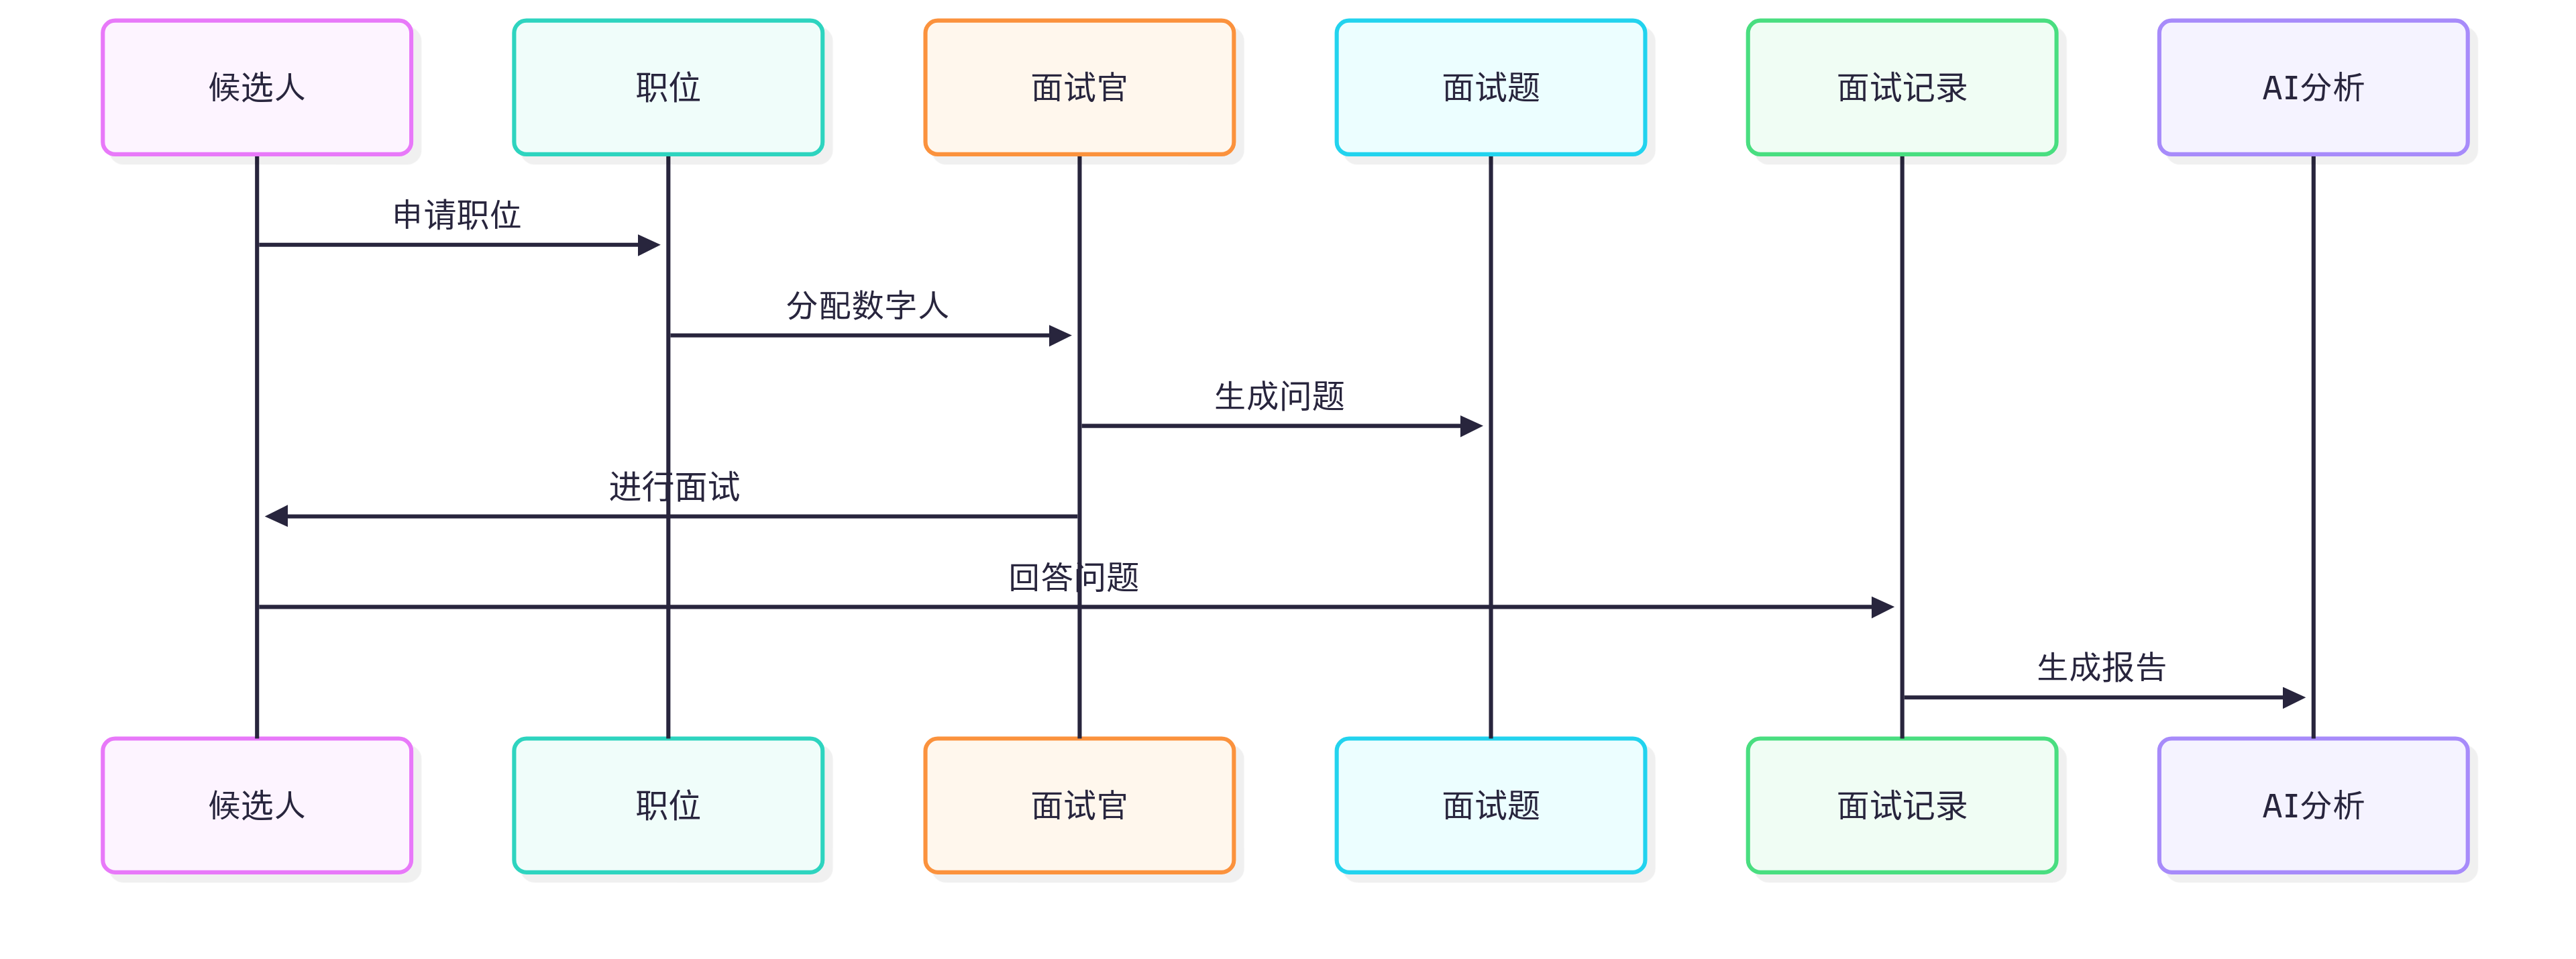 候选人
职位
面试官
面试题
面试记录
AI分析
申请职位
分配数字人
生成问题
进行面试
回答问题
生成报告
候选人
职位
面试官
面试题
面试记录
AI分析